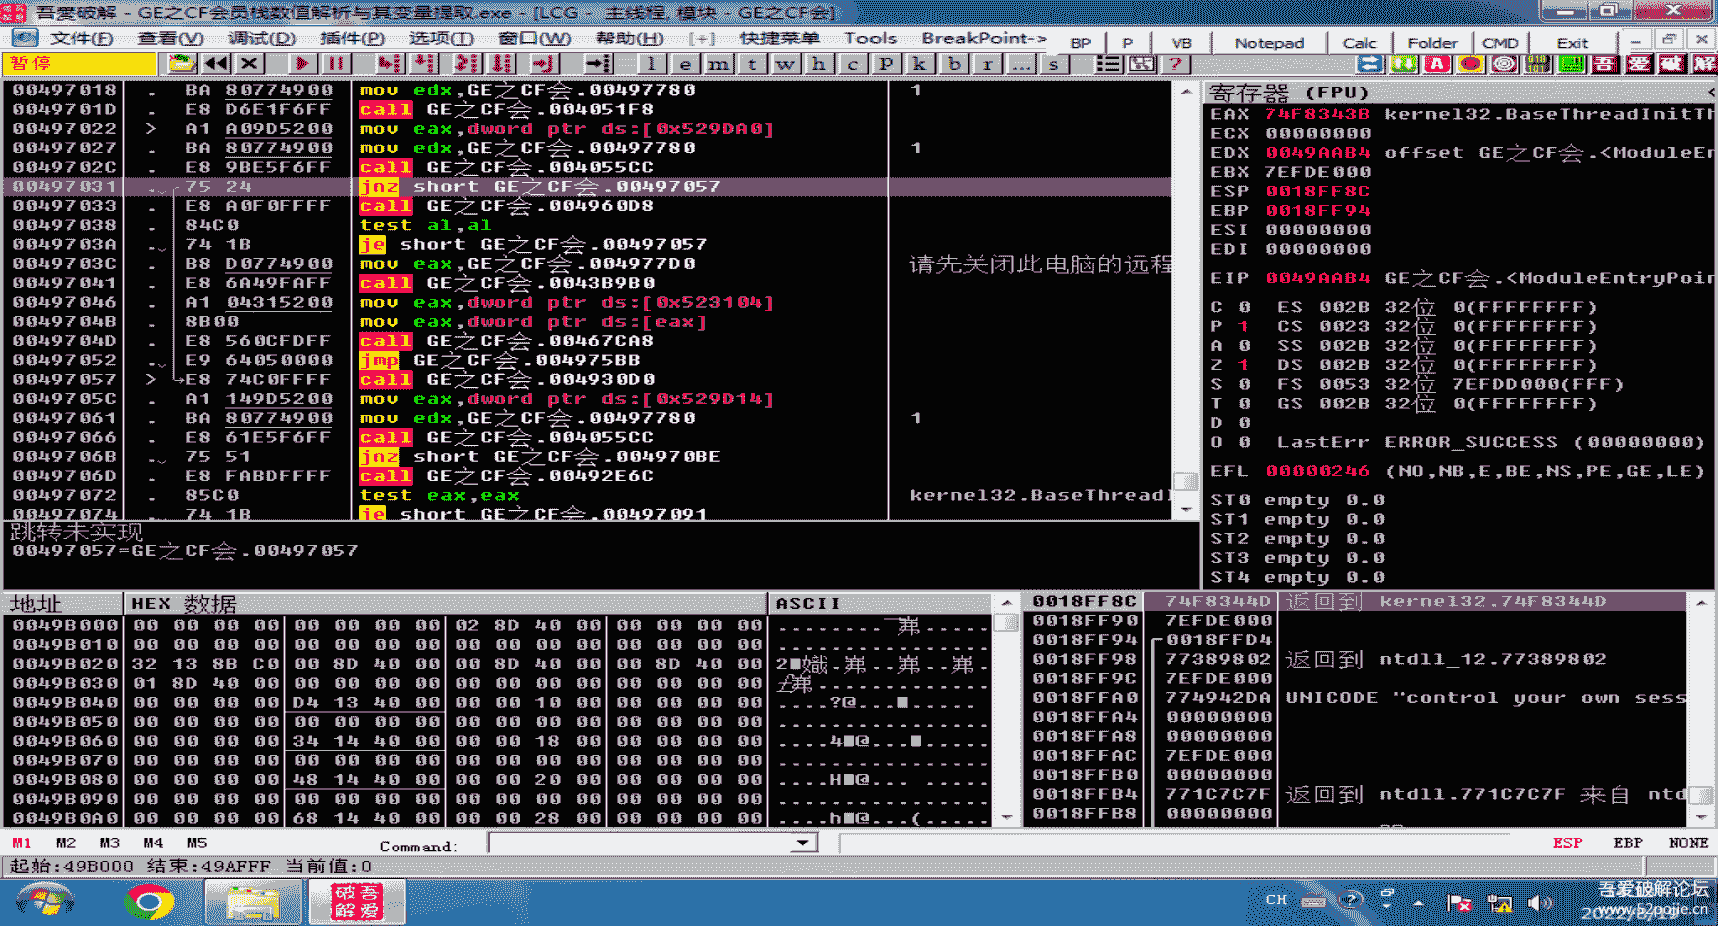 吾爱破解 - GE之CF会员栈数值解析与其变量提取.exe - [LCG - 主线程, 模块 - GE之CF会]
文件(F) 查看(V) 调试(D) 插件(P) 选项(T) 窗口(W) 帮助(H) [+] 快捷菜单 Tools BreakPoint-> BP P VB Notepad Calc Folder CMD Exit
暂停 l e m t w h c P k b r ... s ?
00497018 . BA 80774900 mov edx,GE之CF会.00497780 1
0049701D . E8 D6E1F6FF call GE之CF会.004051F8
00497022 > A1 A09D5200 mov eax,dword ptr ds:[0x529DA0]
00497027 . BA 80774900 mov edx,GE之CF会.00497780 1
0049702C . E8 9BE5F6FF call GE之CF会.004055CC
00497031 . 75 24 jnz short GE之CF会.00497057
00497033 . E8 A0F0FFFF call GE之CF会.004960D8
00497038 . 84C0 test al,al
0049703A . 74 1B je short GE之CF会.00497057
0049703C . B8 D0774900 mov eax,GE之CF会.004977D0 请先关闭此电脑的远程
00497041 . E8 6A49FAFF call GE之CF会.0043B9B0
00497046 . A1 04315200 mov eax,dword ptr ds:[0x523104]
0049704B . 8B00 mov eax,dword ptr ds:[eax]
0049704D . E8 560CFDFF call GE之CF会.00467CA8
00497052 . E9 64050000 jmp GE之CF会.004975BB
00497057 > E8 74C0FFFF call GE之CF会.004930D0
0049705C . A1 149D5200 mov eax,dword ptr ds:[0x529D14]
00497061 . BA 80774900 mov edx,GE之CF会.00497780 1
00497066 . E8 61E5F6FF call GE之CF会.004055CC
0049706B . 75 51 jnz short GE之CF会.004970BE
0049706D . E8 FABDFFFF call GE之CF会.00492E6C
00497072 . 85C0 test eax,eax kernel32.BaseThreadI
00497074 . 74 1B je short GE之CF会.00497091
跳转未实现
00497057=GE之CF会.00497057
寄存器 (FPU) <
EAX 74F8343B kernel32.BaseThreadInitTh
ECX 00000000
EDX 0049AAB4 offset GE之CF会.<ModuleEn
EBX 7EFDE000
ESP 0018FF8C
EBP 0018FF94
ESI 00000000
EDI 00000000
EIP 0049AAB4 GE之CF会.<ModuleEntryPoin
C 0 ES 002B 32位 0(FFFFFFFF)
P 1 CS 0023 32位 0(FFFFFFFF)
A 0 SS 002B 32位 0(FFFFFFFF)
Z 1 DS 002B 32位 0(FFFFFFFF)
S 0 FS 0053 32位 7EFDD000(FFF)
T 0 GS 002B 32位 0(FFFFFFFF)
D 0
O 0 LastErr ERROR_SUCCESS (00000000)
EFL 00000246 (NO,NB,E,BE,NS,PE,GE,LE)
ST0 empty 0.0
ST1 empty 0.0
ST2 empty 0.0
ST3 empty 0.0
ST4 empty 0.0
地址 HEX 数据 ASCII
0049B000 00 00 00 00 00 00 00 00 02 8D 40 00 00 00 00 00
0049B010 00 00 00 00 00 00 00 00 00 00 00 00 00 00 00 00
0049B020 32 13 8B C0 00 8D 40 00 00 8D 40 00 00 8D 40 00
0049B030 01 8D 40 00 00 00 00 00 00 00 00 00 00 00 00 00
0049B040 00 00 00 00 D4 13 40 00 00 00 10 00 00 00 00 00
0049B050 00 00 00 00 00 00 00 00 00 00 00 00 00 00 00 00
0049B060 00 00 00 00 34 14 40 00 00 00 18 00 00 00 00 00
0049B070 00 00 00 00 00 00 00 00 00 00 00 00 00 00 00 00
0049B080 00 00 00 00 48 14 40 00 00 00 20 00 00 00 00 00
0049B090 00 00 00 00 00 00 00 00 00 00 00 00 00 00 00 00
0049B0A0 00 00 00 00 68 14 40 00 00 00 28 00 00 00 00 00
0018FF8C 74F8344D 返回到 kernel32.74F8344D
0018FF90 7EFDE000
0018FF94 0018FFD4
0018FF98 77389802 返回到 ntdll_12.77389802
0018FF9C 7EFDE000
0018FFA0 774942DA UNICODE "control your own sess
0018FFA4 00000000
0018FFA8 00000000
0018FFAC 7EFDE000
0018FFB0 00000000
0018FFB4 771C7C7F 返回到 ntdll.771C7C7F 来自 ntd
0018FFB8 00000000
M1 M2 M3 M4 M5 Command: ESP EBP NONE
起始:49B000 结束:49AFFF 当前值:0
破吾
解爱
CH
吾爱破解论坛
www.52pojie.cn